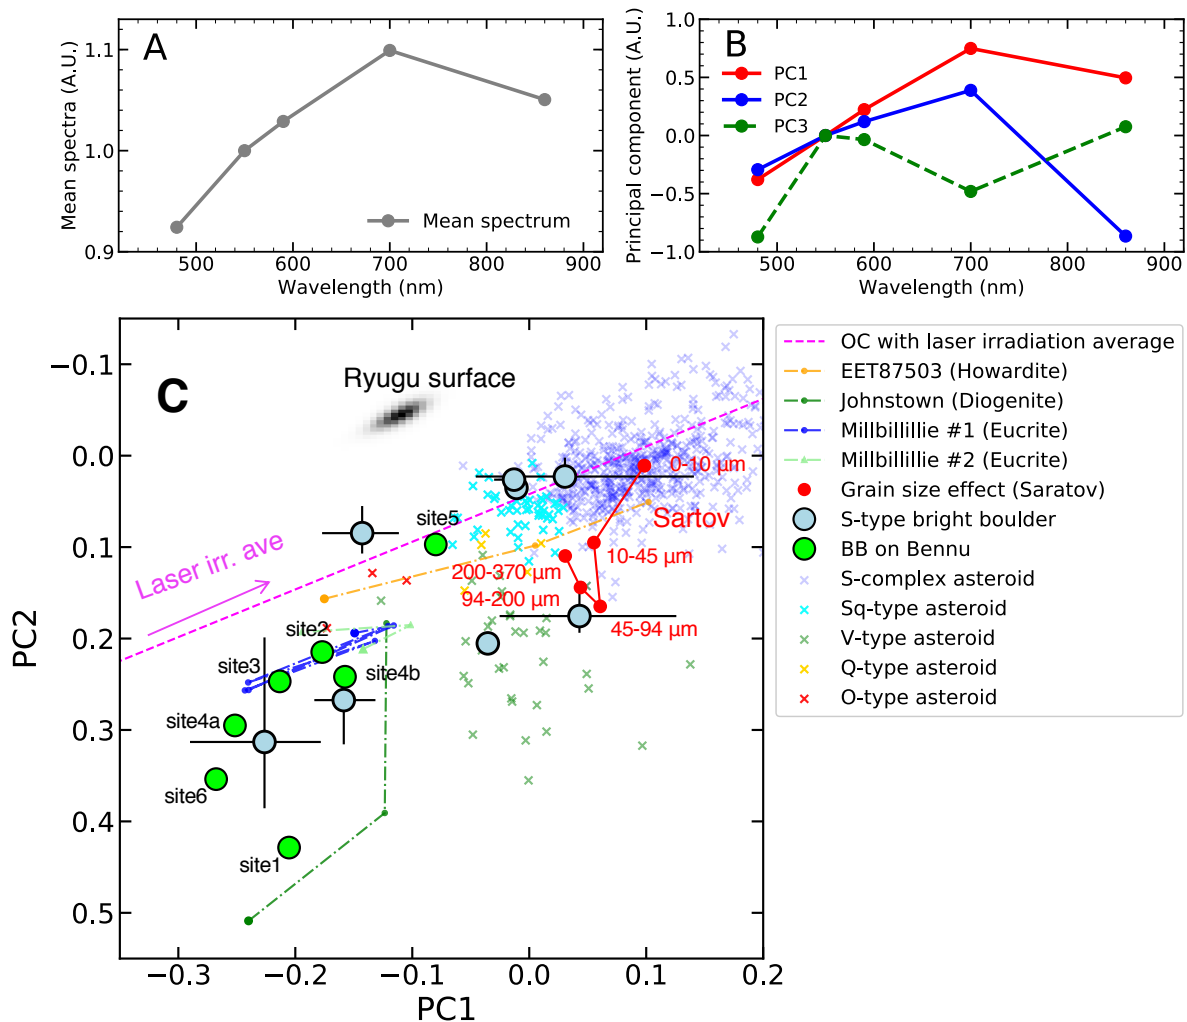 A
Mean spectra (A.U.)
1.1
1.0
0.9
Mean spectrum
500
600
700
800
900
Wavelength (nm)
B
Principal component (A.U.)
1.0
0.5
0.0
−0.5
−1.0
PC1
PC2
PC3
500
600
700
800
900
Wavelength (nm)
C
Ryugu surface
PC2
−0.1
0.0
0.1
0.2
0.3
0.4
0.5
0-10 μm
Sartov
site5
10-45 μm
Laser irr. ave
200-370 μm
94-200 μm
45-94 μm
site2
site3
site4b
site4a
site6
site1
−0.3
−0.2
−0.1
0.0
0.1
0.2
PC1
OC with laser irradiation average
EET87503 (Howardite)
Johnstown (Diogenite)
Millbillillie #1 (Eucrite)
Millbillillie #2 (Eucrite)
Grain size effect (Saratov)
S-type bright boulder
BB on Bennu
S-complex asteroid
Sq-type asteroid
V-type asteroid
Q-type asteroid
O-type asteroid